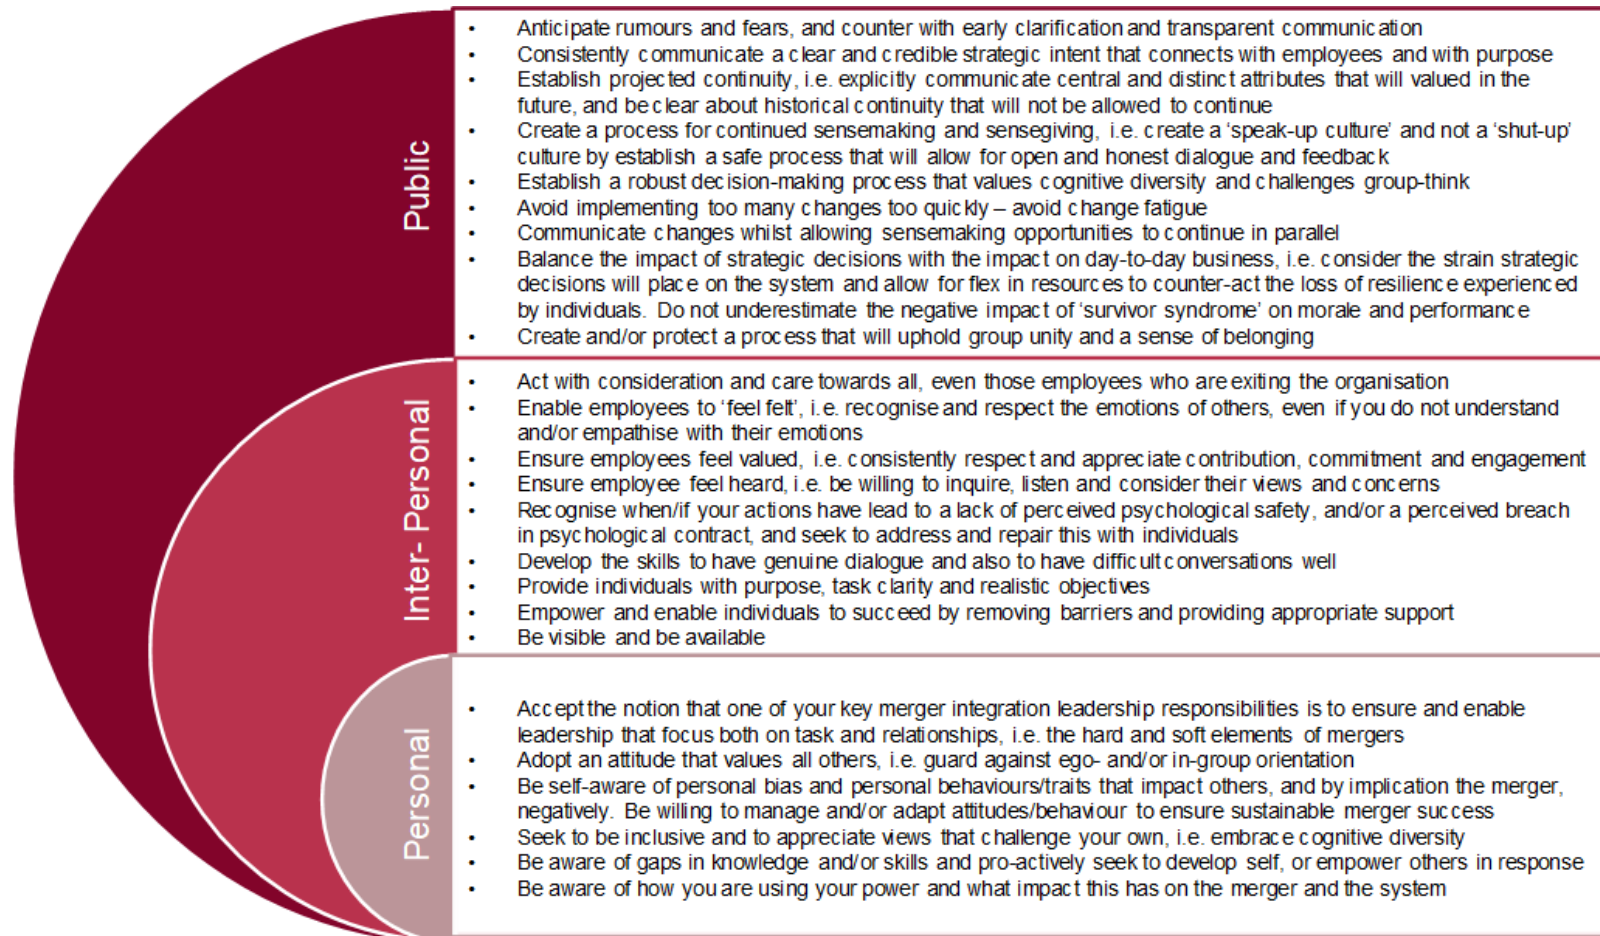 Public
• Anticipate rumours and fears, and counter with early clarification and transparent communication
• Consistently communicate a clear and credible strategic intent that connects with employees and with purpose
• Establish projected continuity, i.e. explicitly communicate central and distinct attributes that will valued in the
future, and be clear about historical continuity that will not be allowed to continue
• Create a process for continued sensemaking and sensegiving, i.e. create a ‘speak-up culture’ and not a ‘shut-up’
culture by establish a safe process that will allow for open and honest dialogue and feedback
• Establish a robust decision-making process that values cognitive diversity and challenges group-think
• Avoid implementing too many changes too quickly – avoid change fatigue
• Communicate changes whilst allowing sensemaking opportunities to continue in parallel
• Balance the impact of strategic decisions with the impact on day-to-day business, i.e. consider the strain strategic
decisions will place on the system and allow for flex in resources to counter-act the loss of resilience experienced
by individuals. Do not underestimate the negative impact of ‘survivor syndrome’ on morale and performance
• Create and/or protect a process that will uphold group unity and a sense of belonging
Inter- Personal
• Act with consideration and care towards all, even those employees who are exiting the organisation
• Enable employees to ‘feel felt’, i.e. recognise and respect the emotions of others, even if you do not understand
and/or empathise with their emotions
• Ensure employees feel valued, i.e. consistently respect and appreciate contribution, commitment and engagement
• Ensure employee feel heard, i.e. be willing to inquire, listen and consider their views and concerns
• Recognise when/if your actions have lead to a lack of perceived psychological safety, and/or a perceived breach
in psychological contract, and seek to address and repair this with individuals
• Develop the skills to have genuine dialogue and also to have difficult conversations well
• Provide individuals with purpose, task clarity and realistic objectives
• Empower and enable individuals to succeed by removing barriers and providing appropriate support
• Be visible and be available
Personal
• Accept the notion that one of your key merger integration leadership responsibilities is to ensure and enable
leadership that focus both on task and relationships, i.e. the hard and soft elements of mergers
• Adopt an attitude that values all others, i.e. guard against ego- and/or in-group orientation
• Be self-aware of personal bias and personal behaviours/traits that impact others, and by implication the merger,
negatively. Be willing to manage and/or adapt attitudes/behaviour to ensure sustainable merger success
• Seek to be inclusive and to appreciate views that challenge your own, i.e. embrace cognitive diversity
• Be aware of gaps in knowledge and/or skills and pro-actively seek to develop self, or empower others in response
• Be aware of how you are using your power and what impact this has on the merger and the system